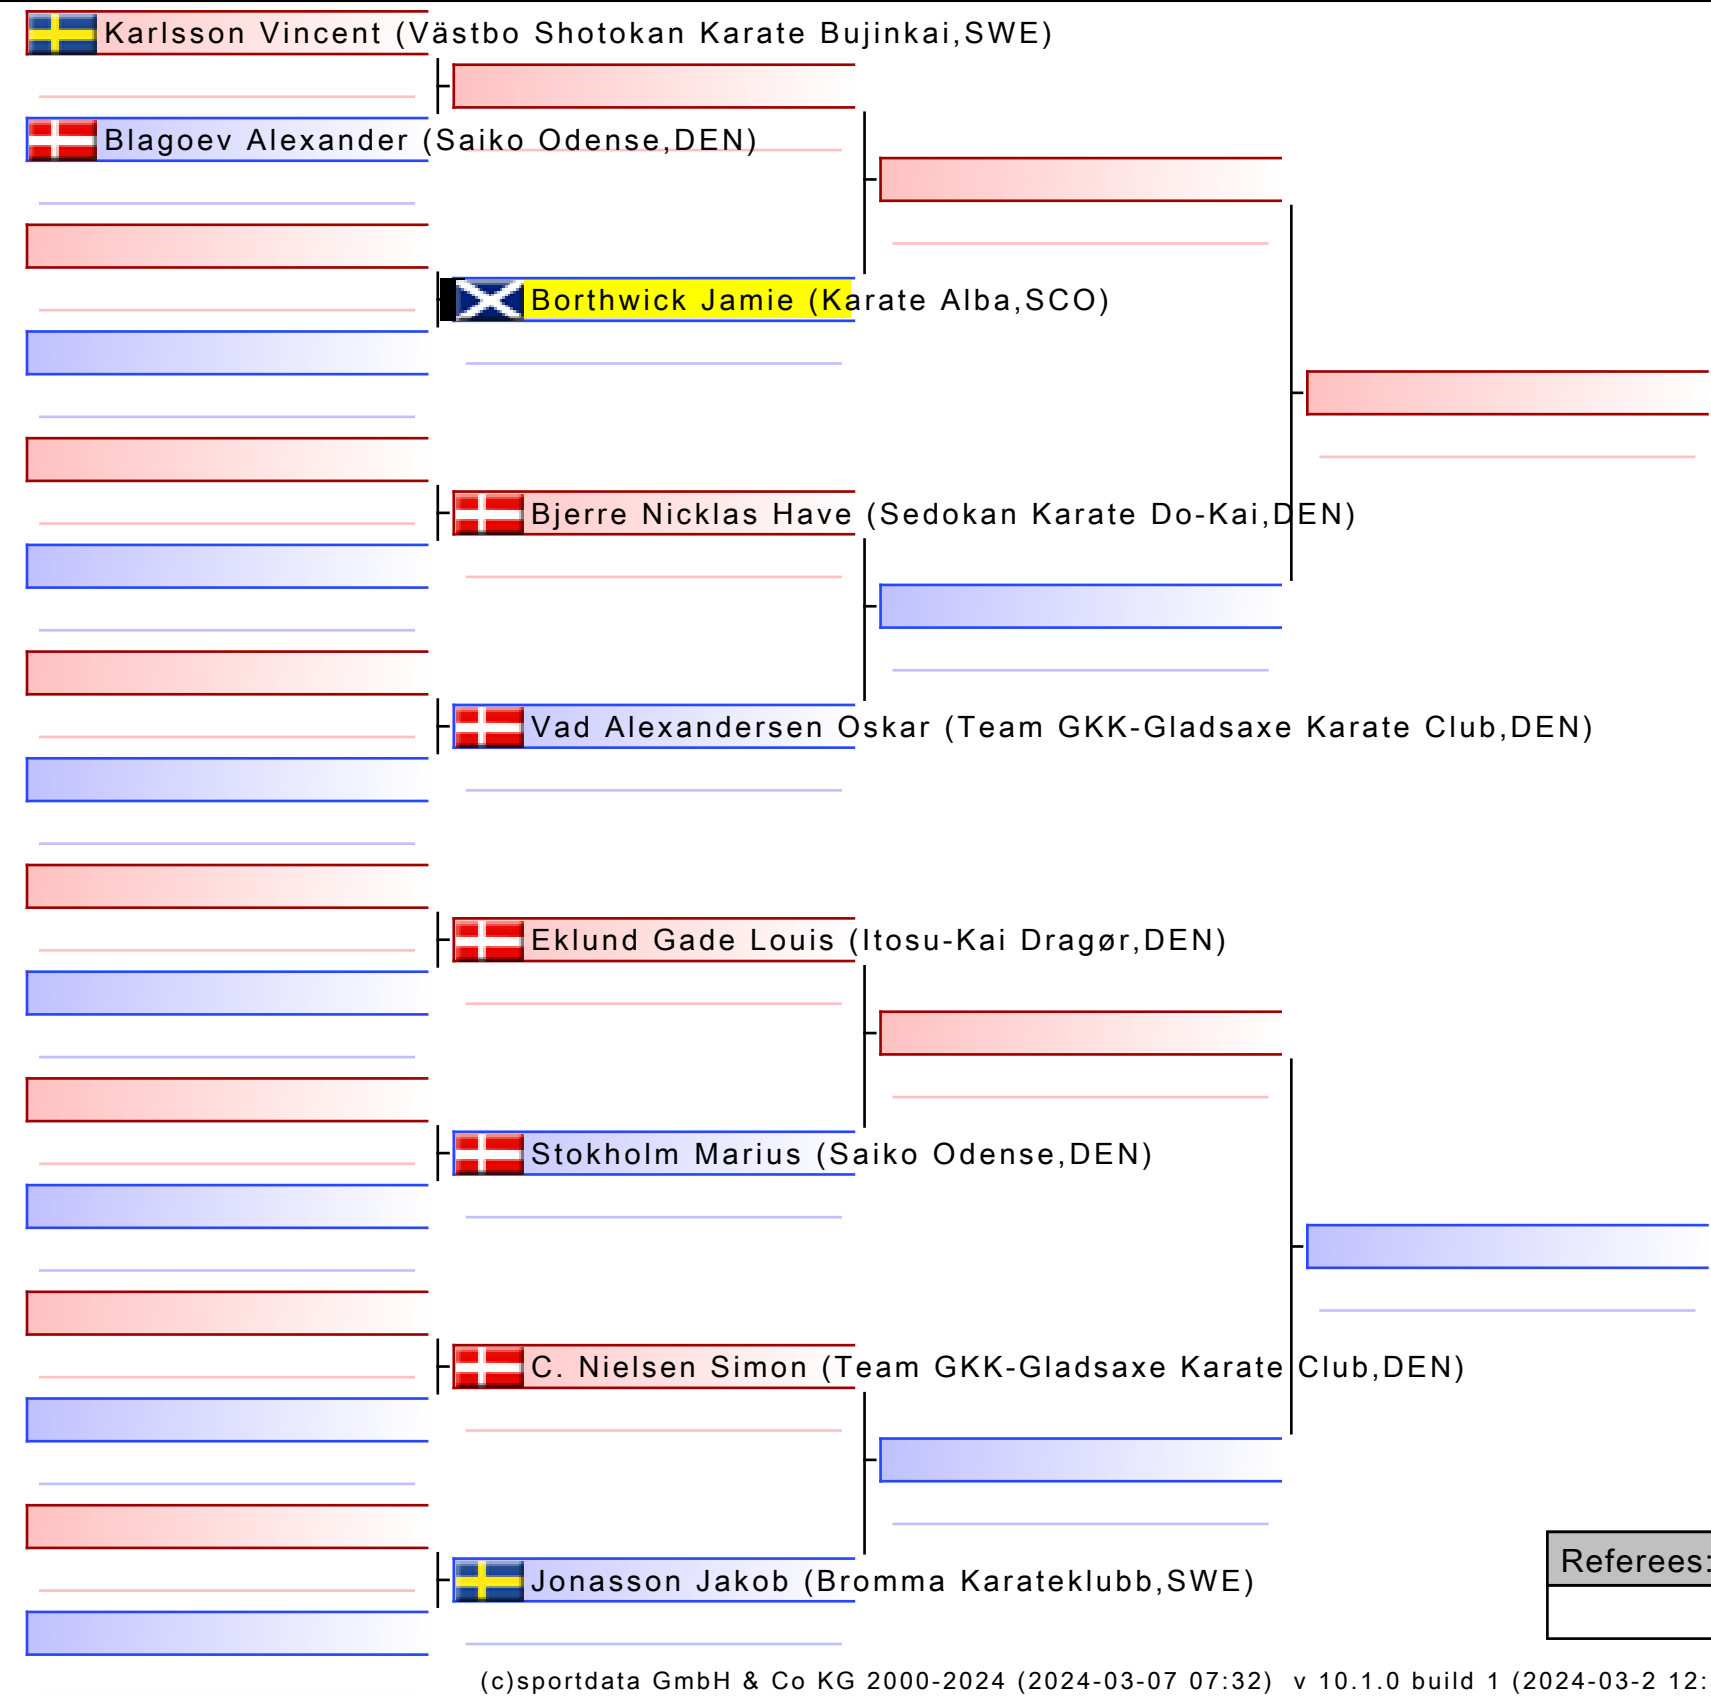 Karlsson Vincent (Västbo Shotokan Karate Bujinkai,SWE)
Blagoev Alexander (Saiko Odense,DEN)
Borthwick Jamie (Karate Alba,SCO)
Bjerre Nicklas Have (Sedokan Karate Do-Kai,DEN)
Vad Alexandersen Oskar (Team GKK-Gladsaxe Karate Club,DEN)
Eklund Gade Louis (Itosu-Kai Dragør,DEN)
Stokholm Marius (Saiko Odense,DEN)
C. Nielsen Simon (Team GKK-Gladsaxe Karate Club,DEN)
Jonasson Jakob (Bromma Karateklubb,SWE)
Referees:
(c)sportdata GmbH & Co KG 2000-2024 (2024-03-07 07:32) v 10.1.0 build 1 (2024-03-2 12: